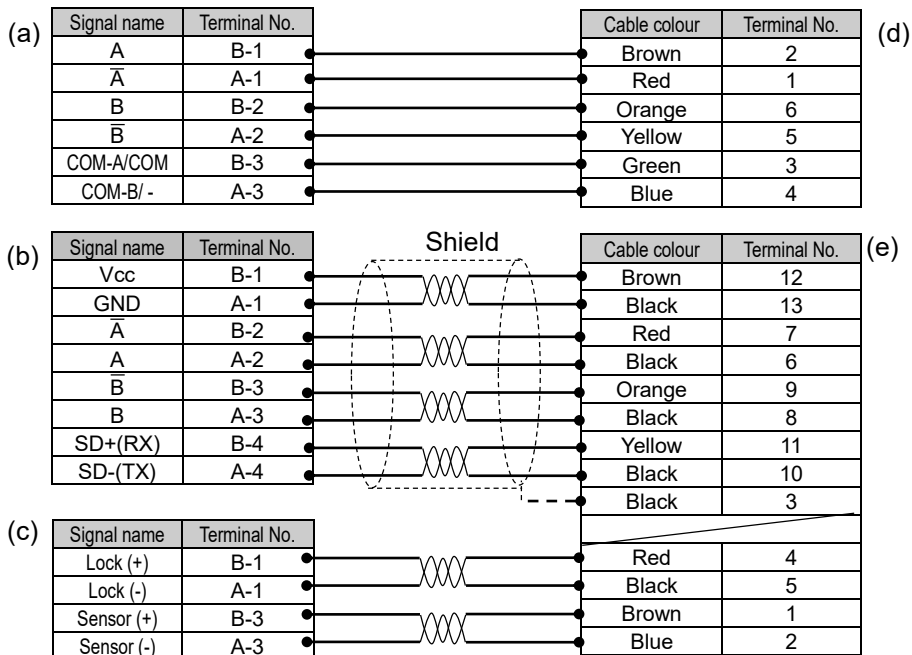 (a)
Signal name Terminal No.
A B-1
A̅ A-1
B B-2
B̅ A-2
COM-A/COM B-3
COM-B/ - A-3
Cable colour Terminal No.
(d)
Brown 2
Red 1
Orange 6
Yellow 5
Green 3
Blue 4
(b)
Signal name Terminal No.
Vcc B-1
GND A-1
A̅ B-2
A A-2
B̅ B-3
B A-3
SD+(RX) B-4
SD-(TX) A-4
Shield
Cable colour Terminal No.
(e)
Brown 12
Black 13
Red 7
Black 6
Orange 9
Black 8
Yellow 11
Black 10
Black 3
(c)
Signal name Terminal No.
Lock (+) B-1
Lock (-) A-1
Sensor (+) B-3
Sensor (-) A-3
Red 4
Black 5
Brown 1
Blue 2